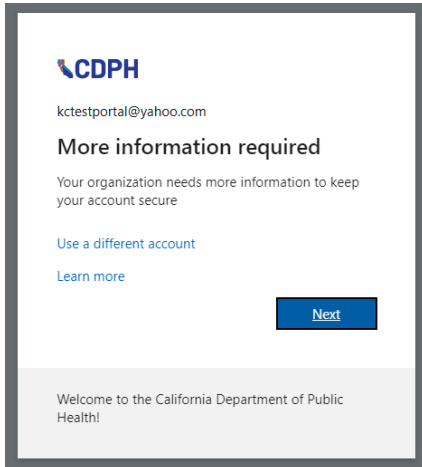 CDPH
kctestportal@yahoo.com
More information required
Your organization needs more information to keep
your account secure
Use a different account
Learn more
Next
Welcome to the California Department of Public
Health!